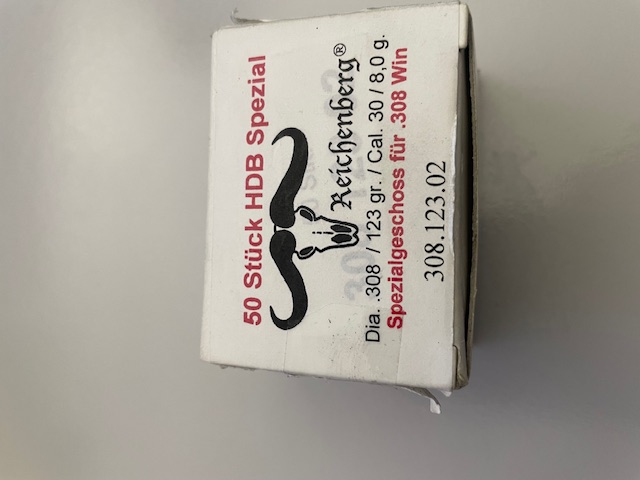 50 Stück HDB Spezial
Reichenberg®
Dia. .308 / 123 gr. / Cal. 30 / 8,0 g.
Spezialgeschoss für .308 Win
308.123.02